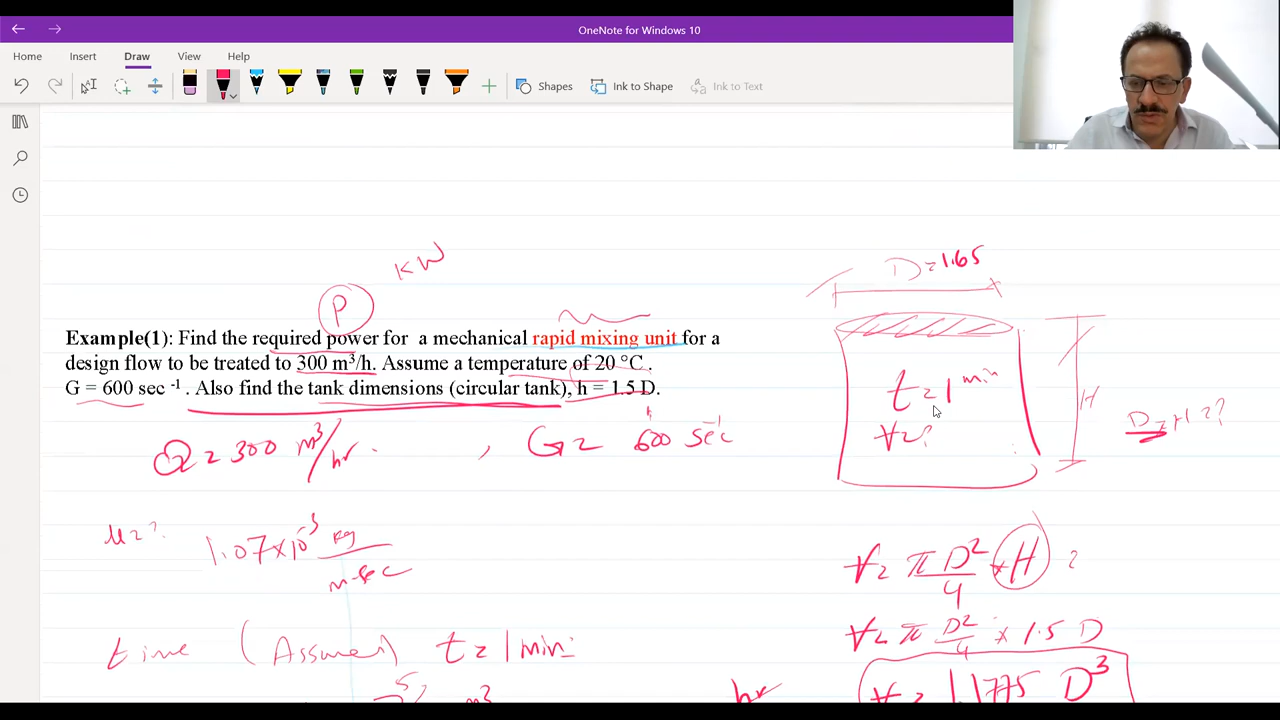 OneNote for Windows 10
Home Insert Draw View Help
Shapes Ink to Shape Ink to Text
KW
P
D=1.65
Example(1): Find the required power for a mechanical rapid mixing unit for a
design flow to be treated to 300 m³/h. Assume a temperature of 20 °C.
G = 600 sec⁻¹. Also find the tank dimensions (circular tank), h = 1.5 D.
t=1 min
∀=?
H
D, H=?
Q = 300 m³/hr , G = 600 sec⁻¹
μ=? 1.07×10⁻³ kg/m·sec
∀= πD²/4 × H ?
∀= π D²/4 × 1.5 D
time (Assume) t=1 min
∀= 1.1775 D³
m³
hr